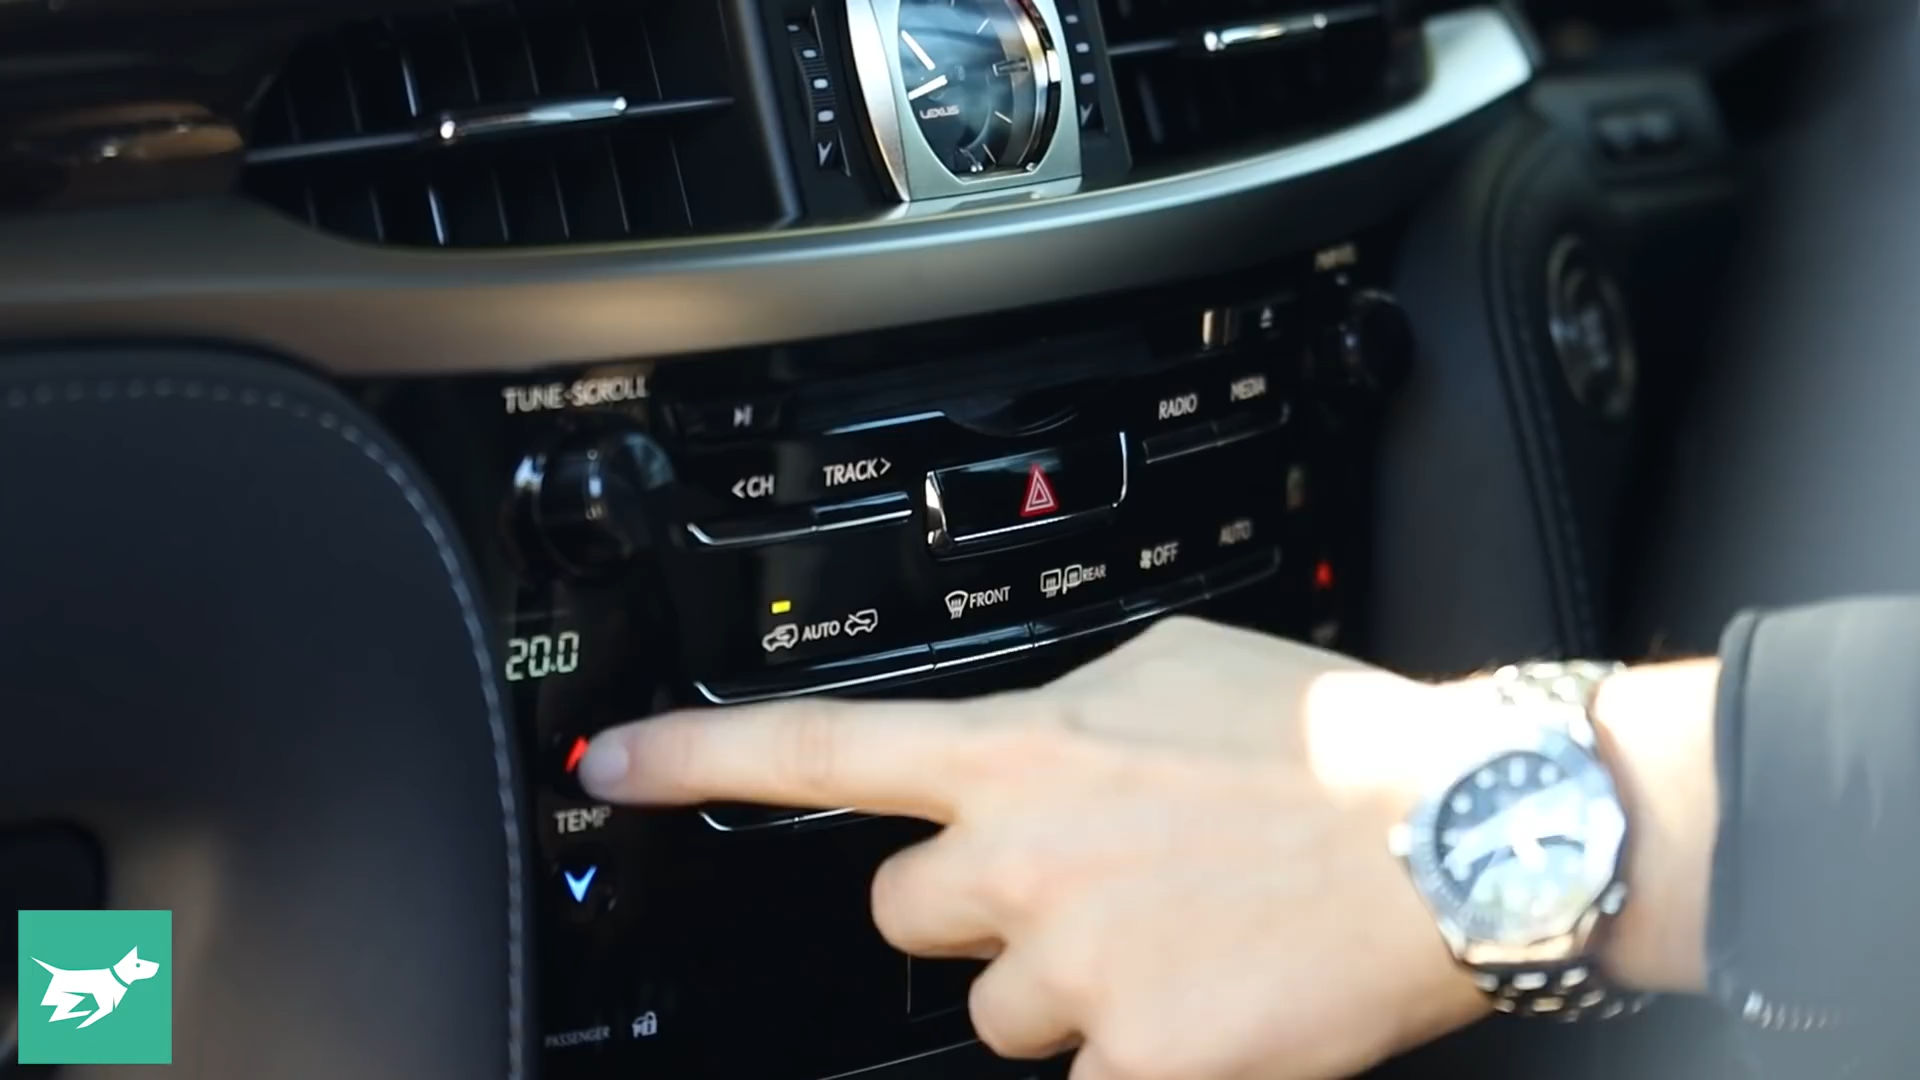 LEXUS
TUNE·SCROLL
RADIO
MEDIA
<CH
TRACK>
AUTO
FRONT
REAR
OFF
AUTO
20.0
TEMP
PASSENGER